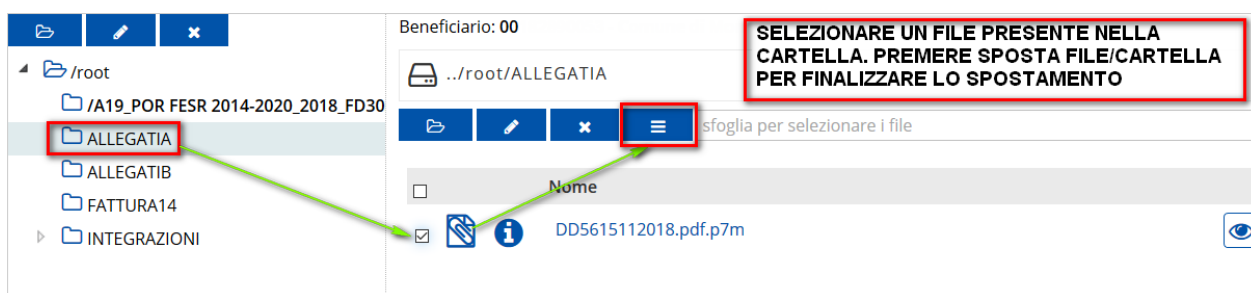 /root
/A19_POR FESR 2014-2020_2018_FD30
ALLEGATIA
ALLEGATIB
FATTURA14
INTEGRAZIONI
Beneficiario: 00
../root/ALLEGATIA
sfoglia per selezionare i file
Nome
DD5615112018.pdf.p7m
SELEZIONARE UN FILE PRESENTE NELLA
CARTELLA. PREMERE SPOSTA FILE/CARTELLA
PER FINALIZZARE LO SPOSTAMENTO